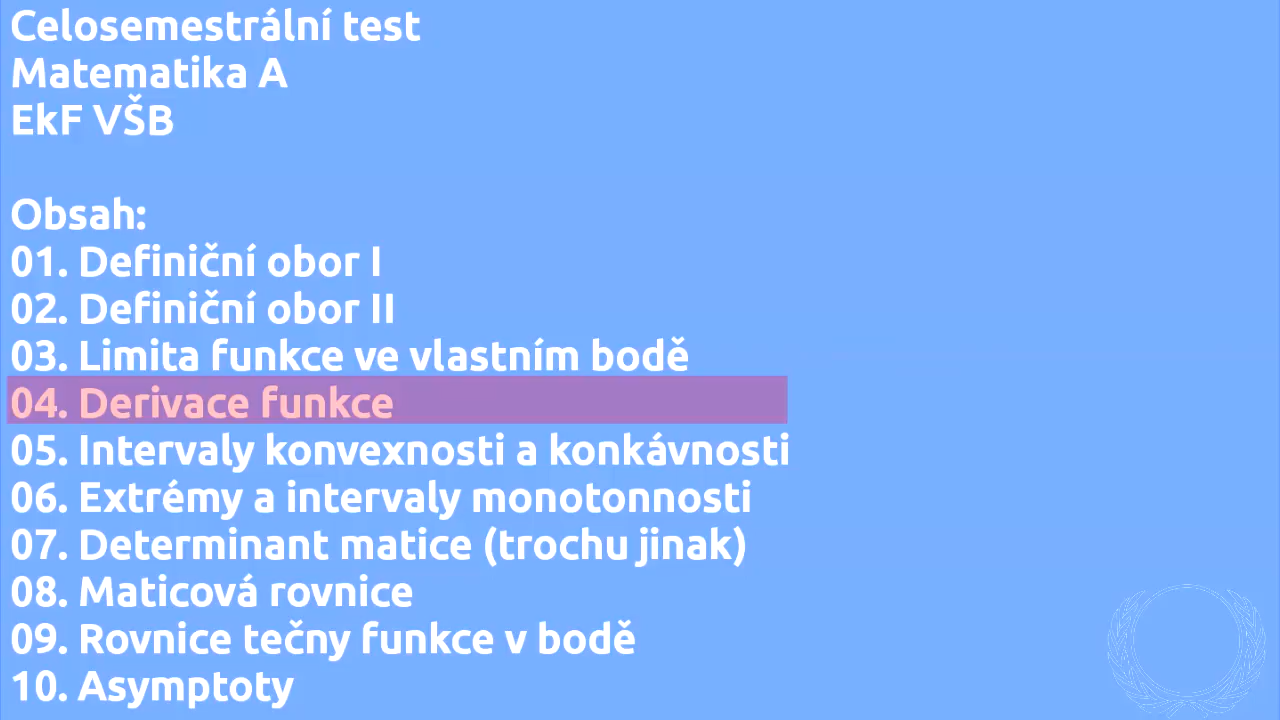 Celosemestrální test
Matematika A
EkF VŠB
Obsah:
01. Definiční obor I
02. Definiční obor II
03. Limita funkce ve vlastním bodě
04. Derivace funkce
05. Intervaly konvexnosti a konkávnosti
06. Extrémy a intervaly monotonnosti
07. Determinant matice (trochu jinak)
08. Maticová rovnice
09. Rovnice tečny funkce v bodě
10. Asymptoty